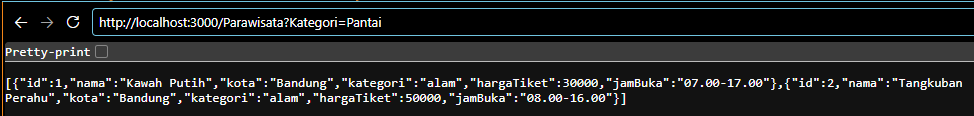 http://localhost:3000/Parawisata?Kategori=Pantai
Pretty-print
[{"id":1,"nama":"Kawah Putih","kota":"Bandung","kategori":"alam","hargaTiket":30000,"jamBuka":"07.00-17.00"},{"id":2,"nama":"Tangkuban
Perahu","kota":"Bandung","kategori":"alam","hargaTiket":50000,"jamBuka":"08.00-16.00"}]